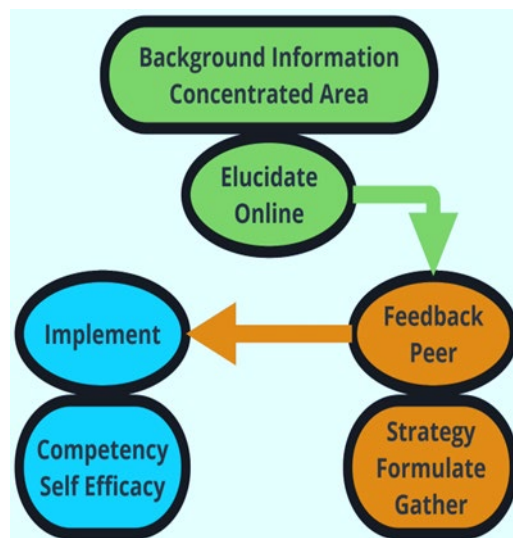 Background Information
Concentrated Area
Elucidate
Online
Feedback
Peer
Implement
Strategy
Formulate
Gather
Competency
Self Efficacy